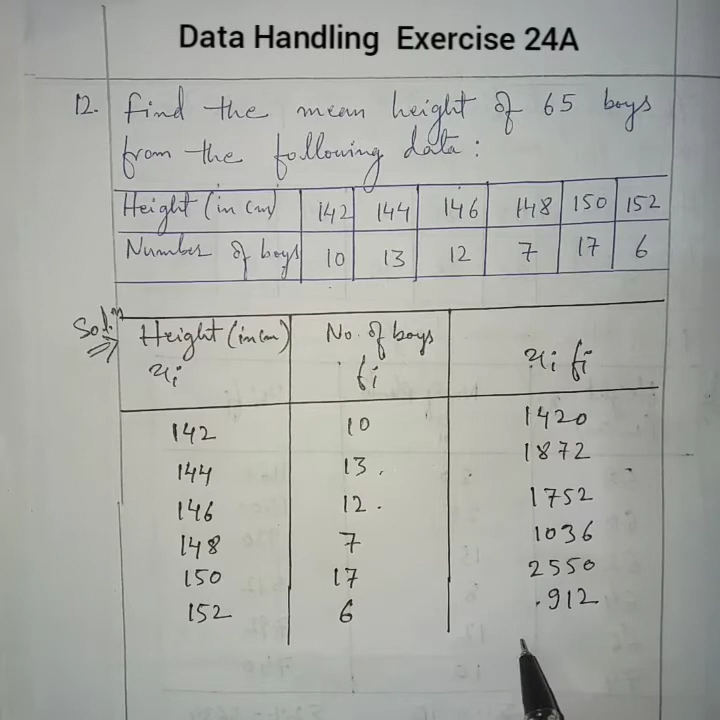 Data Handling Exercise 24A
12. Find the mean height of 65 boys
from the following data:
Height (in cm) 142 144 146 148 150 152
Number of boys 10 13 12 7 17 6
Sol.n Height (in cm) No. of boys
xi fi xi fi
142 10 1420
144 13 1872
146 12 1752
148 7 1036
150 17 2550
152 6 912